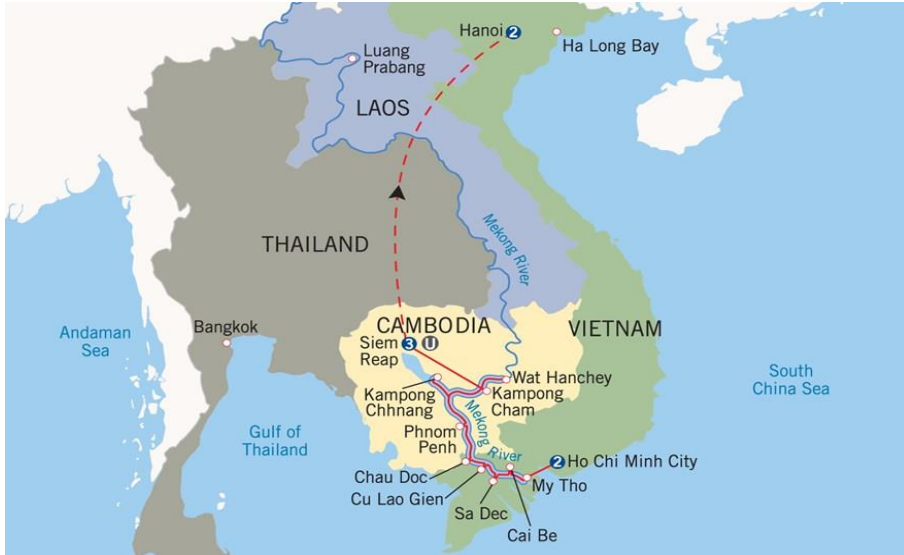 Hanoi 2
Ha Long Bay
Luang
Prabang
LAOS
THAILAND
Mekong River
Andaman
Sea
Bangkok
CAMBODIA
VIETNAM
Siem
Reap
3 U
South
China Sea
Wat Hanchey
Kampong
Chhnang
Kampong
Cham
Gulf of
Thailand
Phnom
Penh
Mekong
River
Chau Doc
2 Ho Chi Minh City
Cu Lao Gien
My Tho
Sa Dec
Cai Be